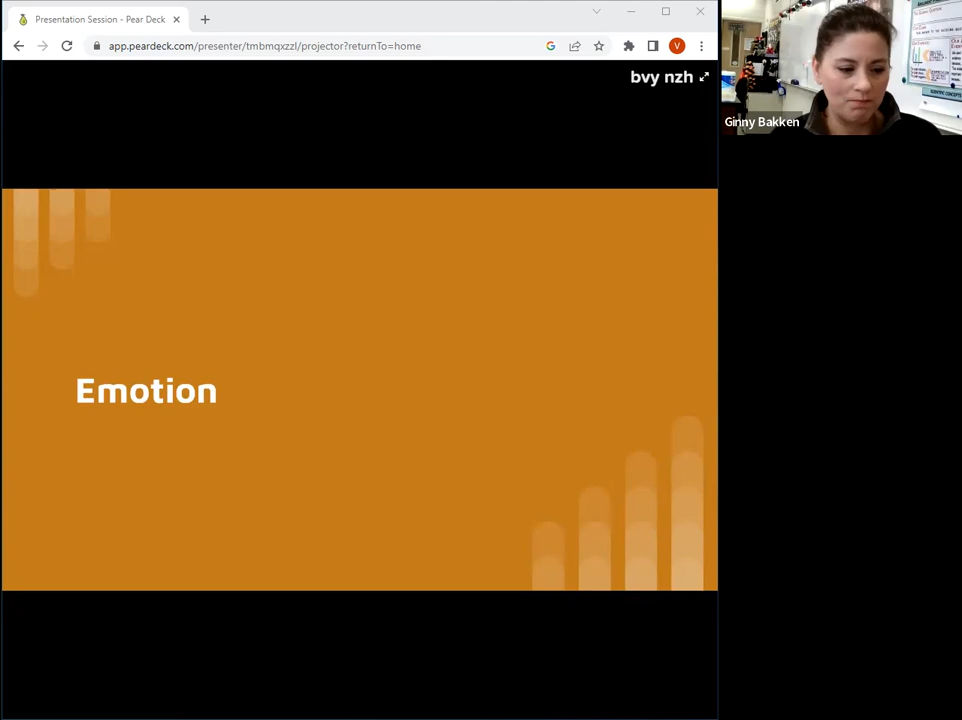 Presentation Session - Pear Deck
app.peardeck.com/presenter/tmbmqxzzl/projector?returnTo=home
V
bvy nzh
Ginny Bakken
Emotion